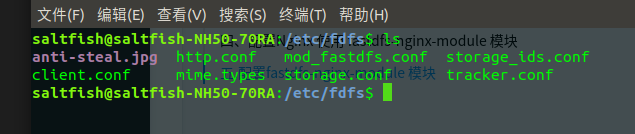 文件(F) 编辑(E) 查看(V) 搜索(S) 终端(T) 帮助(H)
saltfish@saltfish-NH50-70RA:/etc/fdfs$ ls
anti-steal.jpg http.conf mod_fastdfs.conf storage_ids.conf
client.conf mime.types storage.conf tracker.conf
saltfish@saltfish-NH50-70RA:/etc/fdfs$